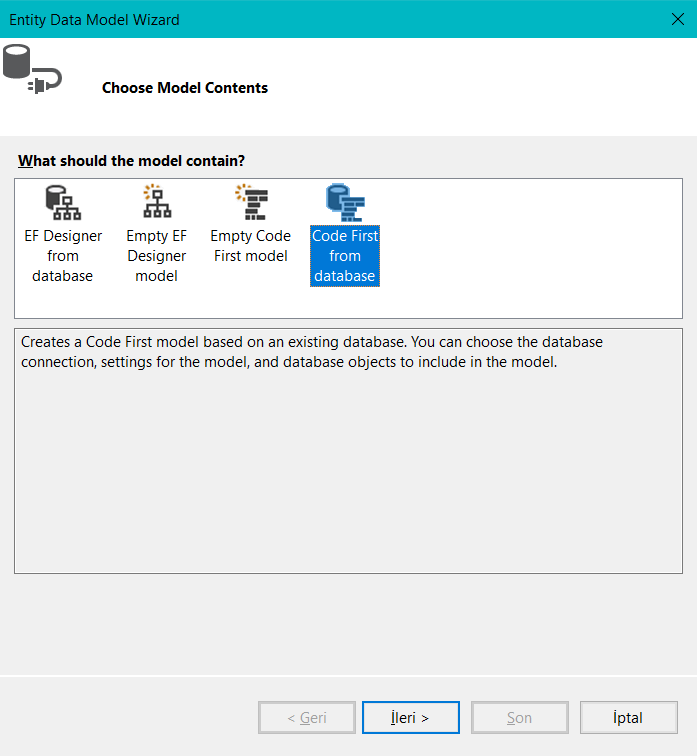 Entity Data Model Wizard
Choose Model Contents
What should the model contain?
EF Designer
from
database
Empty EF
Designer
model
Empty Code
First model
Code First
from
database
Creates a Code First model based on an existing database. You can choose the database
connection, settings for the model, and database objects to include in the model.
< Geri
İleri >
Son
İptal